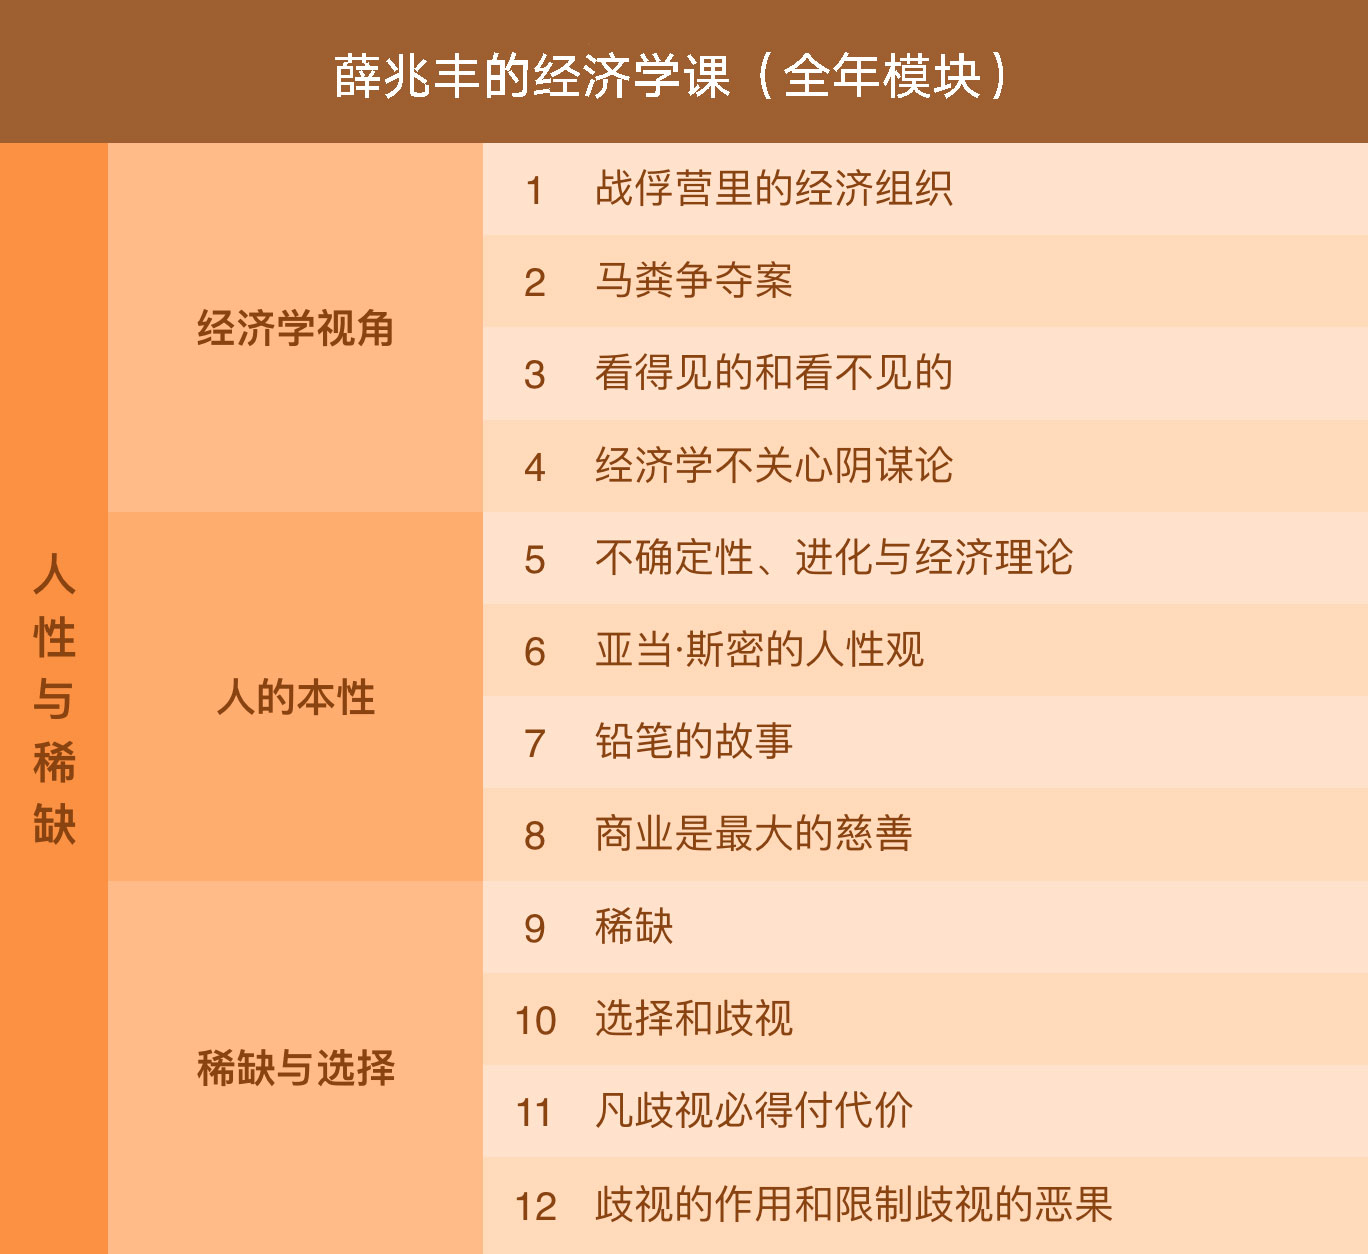 薛兆丰的经济学课（全年模块）
人性与稀缺
经济学视角
1 战俘营里的经济组织
2 马粪争夺案
3 看得见的和看不见的
4 经济学不关心阴谋论
人的本性
5 不确定性、进化与经济理论
6 亚当·斯密的人性观
7 铅笔的故事
8 商业是最大的慈善
稀缺与选择
9 稀缺
10 选择和歧视
11 凡歧视必得付代价
12 歧视的作用和限制歧视的恶果